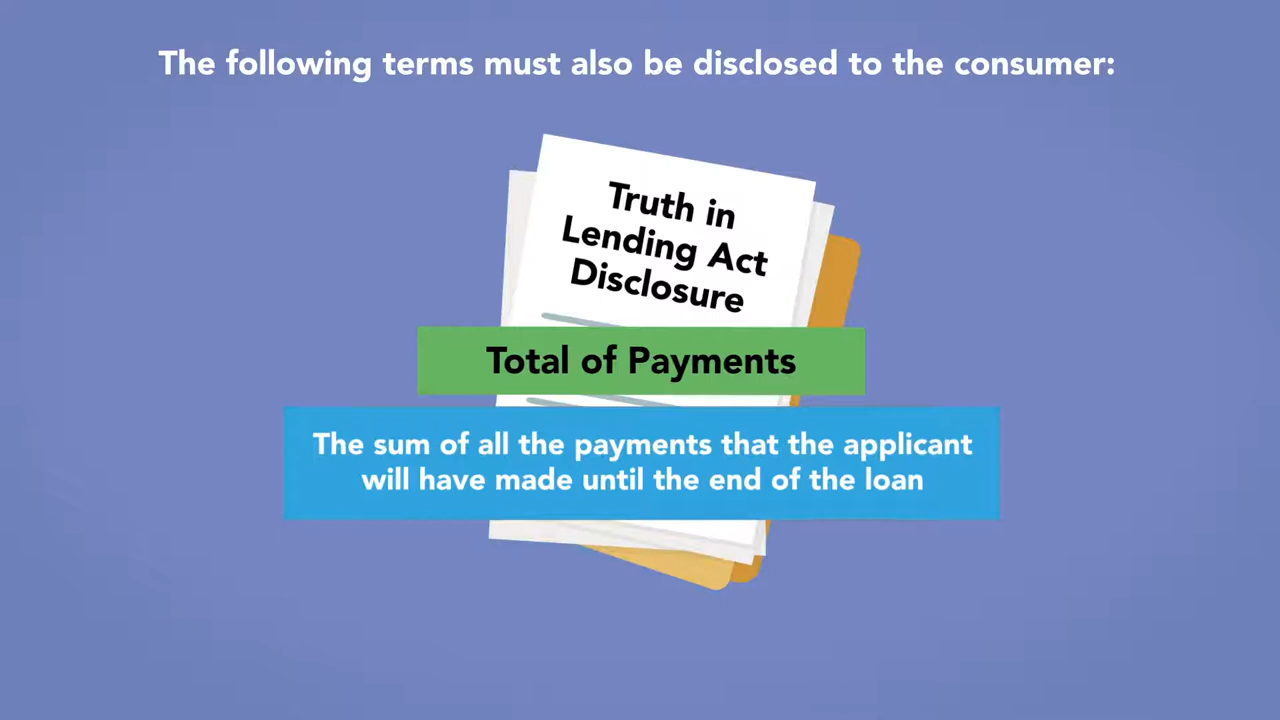 The following terms must also be disclosed to the consumer:
Truth in
Lending Act
Disclosure
Total of Payments
The sum of all the payments that the applicant
will have made until the end of the loan